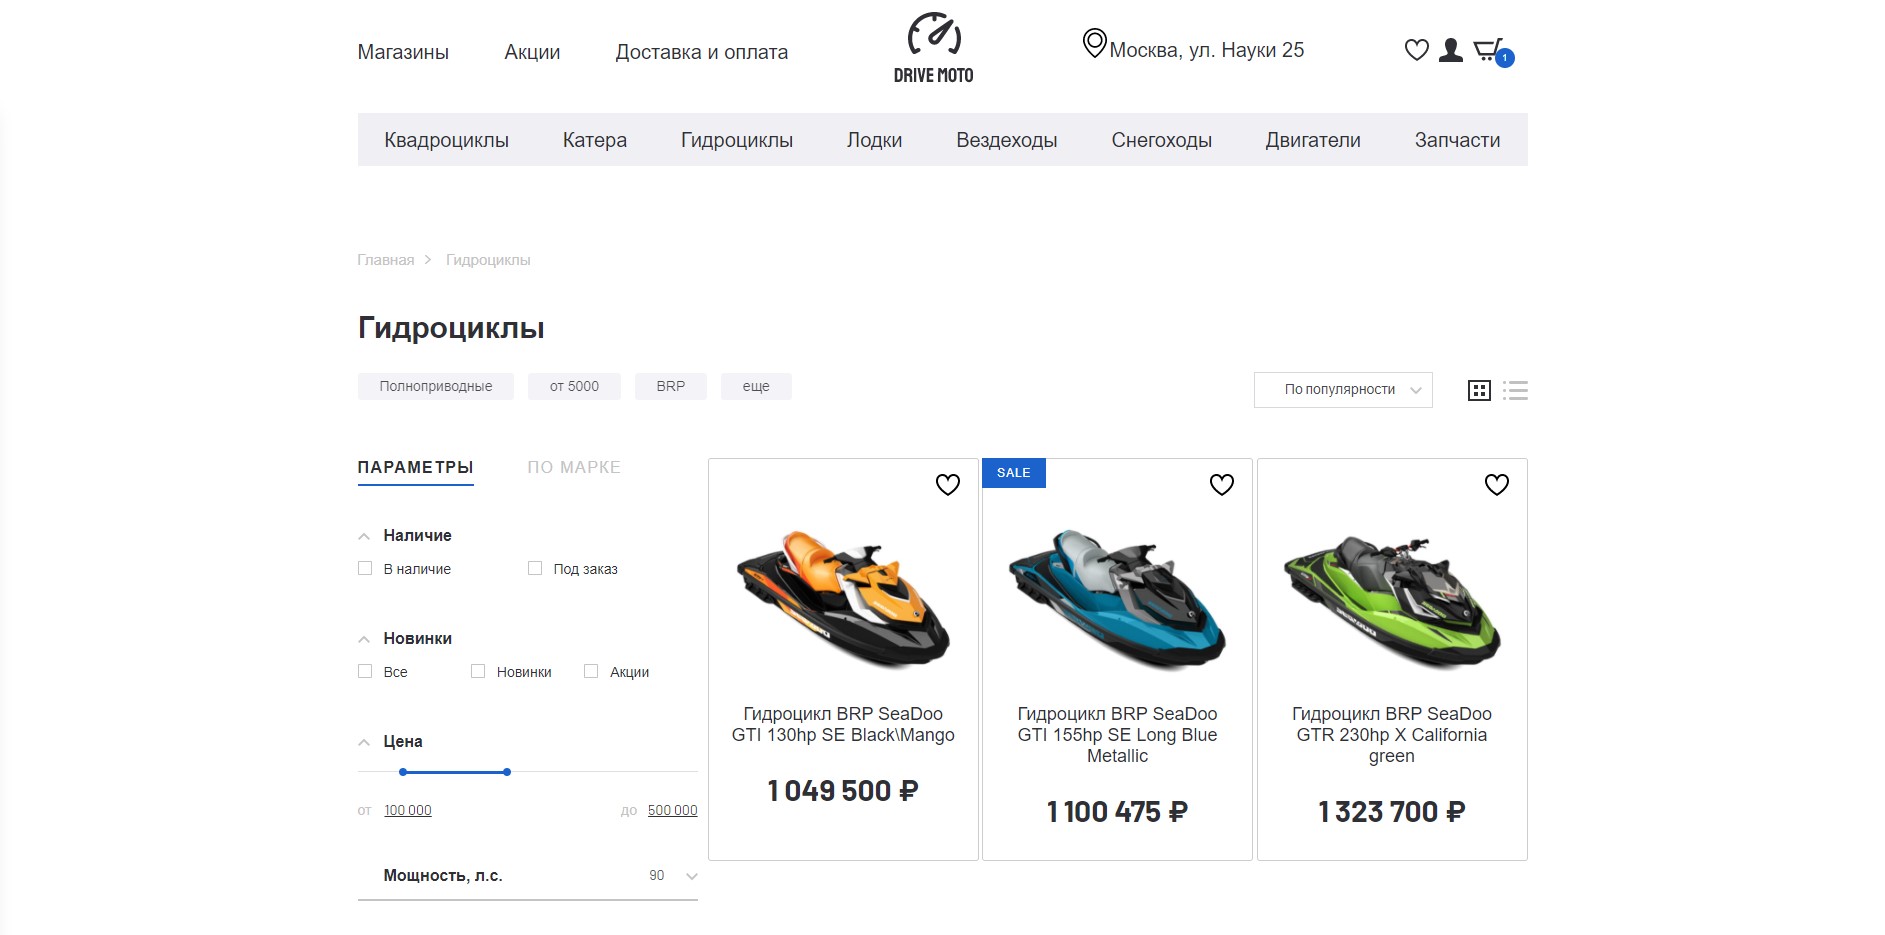 Магазины
Акции
Доставка и оплата
DRIVE MOTO
Москва, ул. Науки 25
1
Квадроциклы
Катера
Гидроциклы
Лодки
Вездеходы
Снегоходы
Двигатели
Запчасти
Главная
Гидроциклы
Гидроциклы
Полноприводные
от 5000
BRP
еще
По популярности
ПАРАМЕТРЫ
ПО МАРКЕ
Наличие
В наличие
Под заказ
Новинки
Все
Новинки
Акции
Цена
от 100 000
до 500 000
Мощность, л.с.
90
Гидроцикл BRP SeaDoo
GTI 130hp SE Black\Mango
1 049 500 ₽
SALE
Гидроцикл BRP SeaDoo
GTI 155hp SE Long Blue
Metallic
1 100 475 ₽
Гидроцикл BRP SeaDoo
GTR 230hp X California
green
1 323 700 ₽